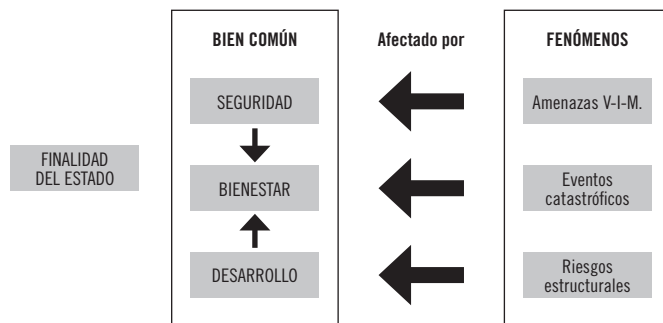 BIEN COMÚN
Afectado por
FENÓMENOS
SEGURIDAD
Amenazas V-I-M.
FINALIDAD
DEL ESTADO
BIENESTAR
Eventos
catastróficos
DESARROLLO
Riesgos
estructurales